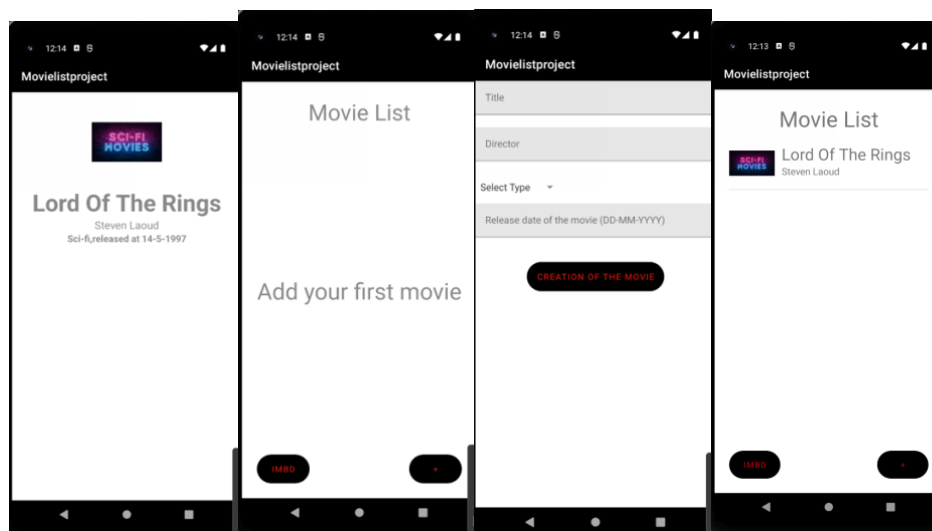 12:14
Movielistproject
SCI-FI
MOVIES
Lord Of The Rings
Steven Laoud
Sci-fi,released at 14-5-1997
12:14
Movielistproject
Movie List
Add your first movie
IMBD
+
12:14
Movielistproject
Title
Director
Select Type
Release date of the movie (DD-MM-YYYY)
CREATION OF THE MOVIE
12:13
Movielistproject
Movie List
SCI-FI
MOVIES
Lord Of The Rings
Steven Laoud
IMBD
+